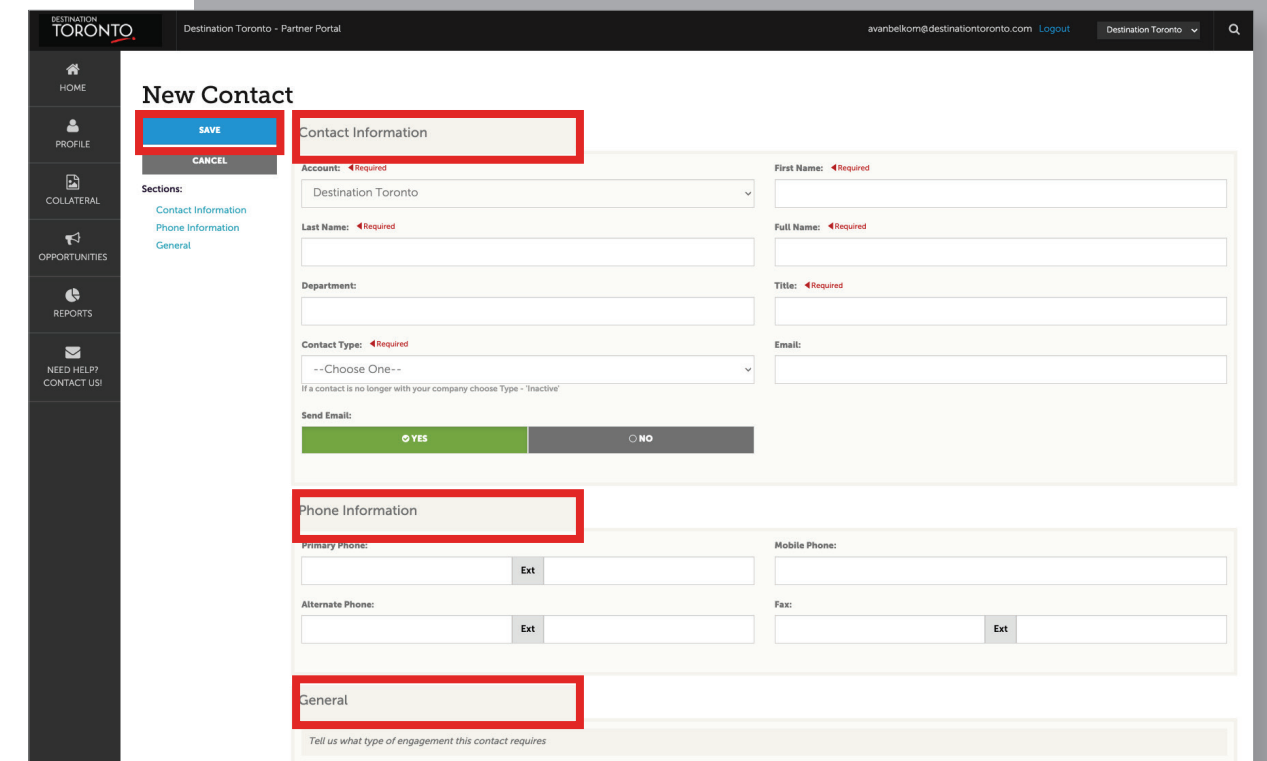 DESTINATION
TORONTO
Destination Toronto - Partner Portal
avanbelkom@destinationtoronto.com Logout
Destination Toronto
HOME
PROFILE
COLLATERAL
OPPORTUNITIES
REPORTS
NEED HELP?
CONTACT US!
New Contact
SAVE
CANCEL
Sections:
Contact Information
Phone Information
General
Contact Information
Account: Required
First Name: Required
Destination Toronto
Last Name: Required
Full Name: Required
Department:
Title: Required
Contact Type: Required
Email:
--Choose One--
If a contact is no longer with your company choose Type - 'Inactive'
Send Email:
YES
NO
Phone Information
Primary Phone:
Mobile Phone:
Ext
Alternate Phone:
Fax:
Ext
Ext
General
Tell us what type of engagement this contact requires